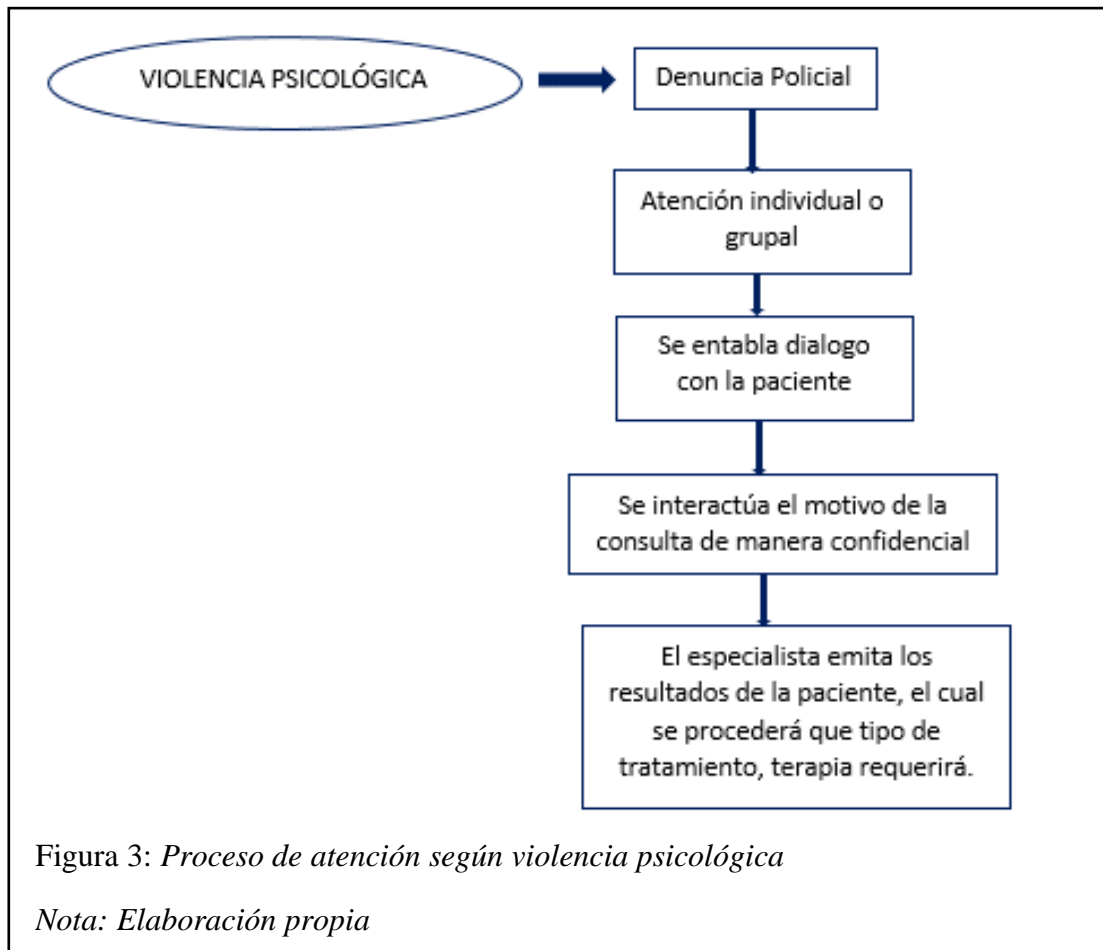 VIOLENCIA PSICOLÓGICA
Denuncia Policial
Atención individual o
grupal
Se entabla dialogo
con la paciente
Se interactúa el motivo de la
consulta de manera confidencial
El especialista emita los
resultados de la paciente, el cual
se procederá que tipo de
tratamiento, terapia requerirá.
Figura 3: Proceso de atención según violencia psicológica
Nota: Elaboración propia